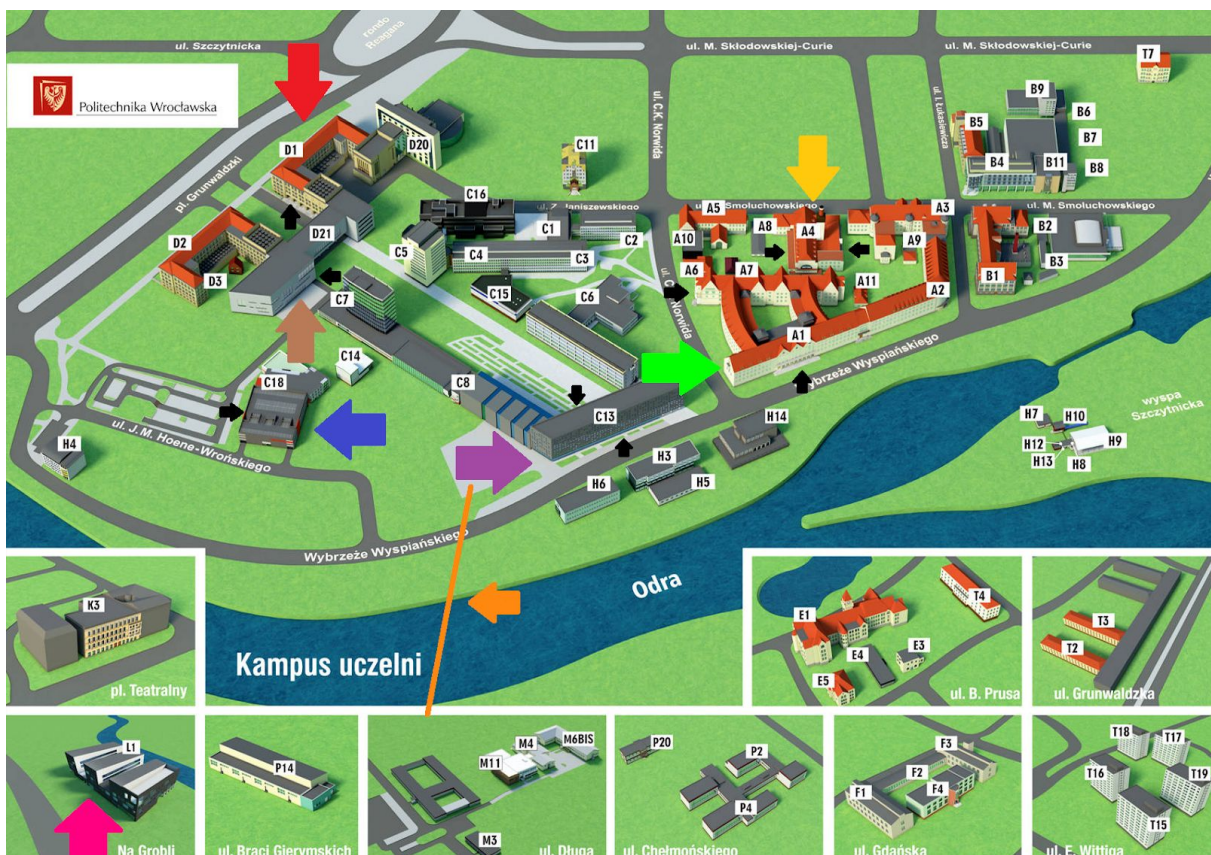 ul. Szczytnicka
rondo
Reagana
ul. M. Skłodowskiej-Curie
ul. M. Skłodowskiej-Curie
T7
Politechnika Wrocławska
pl. Grunwaldzki
ul. C.K. Norwida
ul. I. Łukasiewicza
B9
B6
B5
B7
B4
B11
B8
D1
D20
C11
D2
D3
D21
C16
C1
C2
C5
C4
C3
C7
C15
C6
ul. Z. Janiszewskiego
ul. M. Smoluchowskiego
A5
A8
A4
A3
A10
A9
A6
A7
A11
A2
A1
B2
B3
B1
C14
C18
C8
C13
H4
ul. J.M. Hoene-Wrońskiego
Wybrzeże Wyspiańskiego
Wybrzeże Wyspiańskiego
H14
H3
H6
H5
wyspa
Szczytnicka
H7
H10
H12
H9
H13
H8
Odra
Kampus uczelni
K3
pl. Teatralny
E1
T4
E4
E3
E5
ul. B. Prusa
T3
T2
ul. Grunwaldzka
L1
Na Grobli
P14
ul. Braci Gierymskich
M6BIS
M4
M11
M3
ul. Długa
P20
P2
P4
ul. Chełmońskiego
F3
F2
F1
F4
ul. Gdańska
T18
T17
T16
T19
T15
ul. E. Wittiga